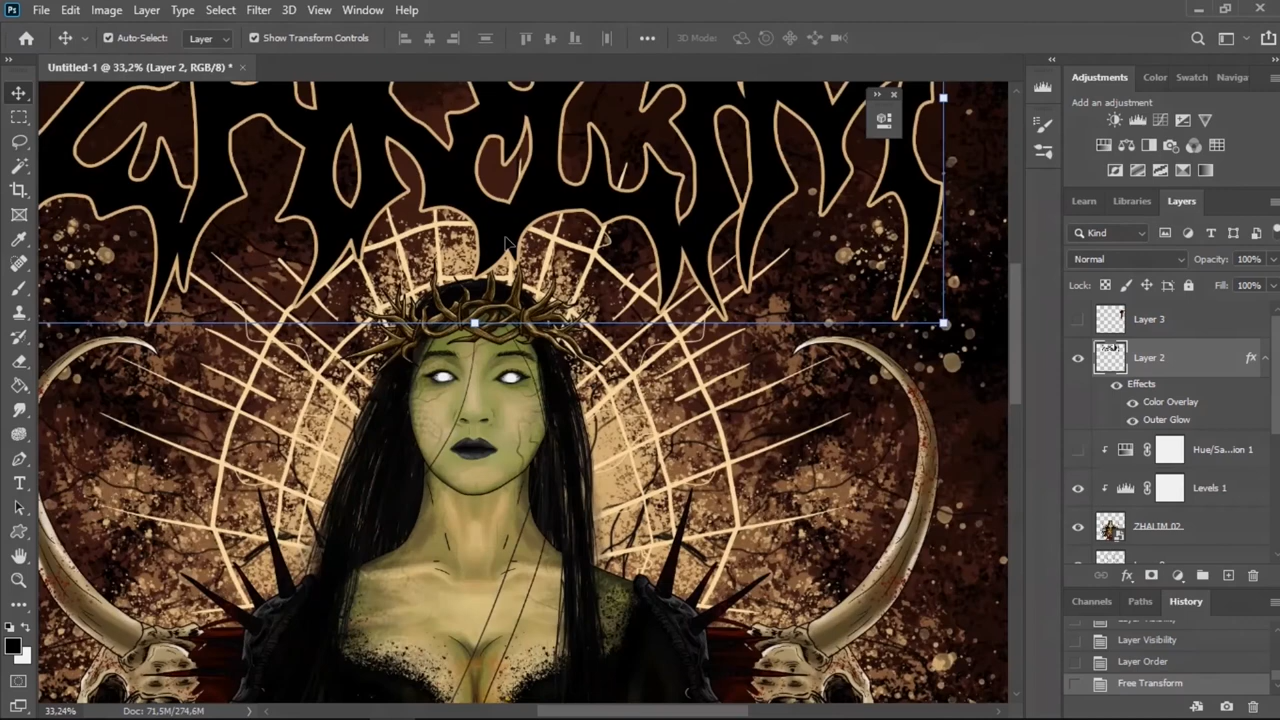 Ps File Edit Image Layer Type Select Filter 3D View Window Help
Auto-Select: Layer Show Transform Controls 3D Mode:
Untitled-1 @ 33,2% (Layer 2, RGB/8) *
Adjustments Color Swatch Naviga
Add an adjustment
Learn Libraries Layers
Kind
Normal Opacity: 100%
Lock: Fill: 100%
Layer 3
Layer 2 fx
Effects
Color Overlay
Outer Glow
Hue/Sa...ion 1
Levels 1
ZHALIM 02
Channels Paths History
Layer Visibility
Layer Order
Free Transform
33,24% Doc: 71,5M/274,6M